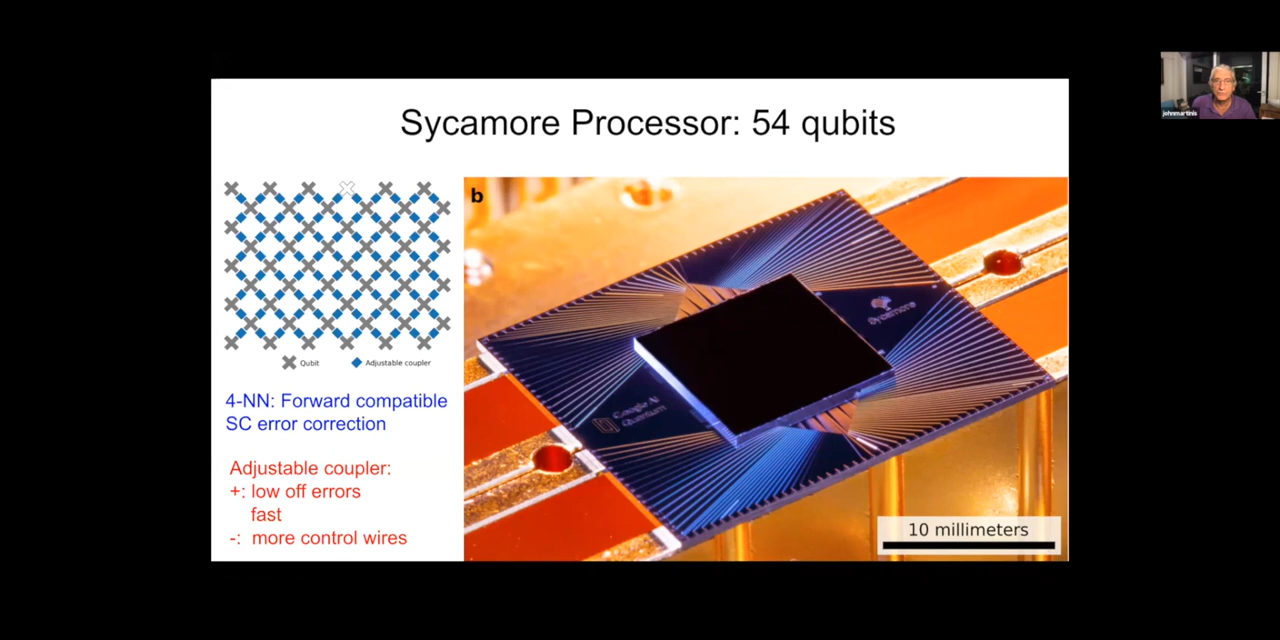 Sycamore Processor: 54 qubits
b
Qubit
Adjustable coupler
4-NN: Forward compatible
SC error correction
Adjustable coupler:
+: low off errors
fast
-: more control wires
Sycamore
Google AI
Quantum
10 millimeters
johnmartinis